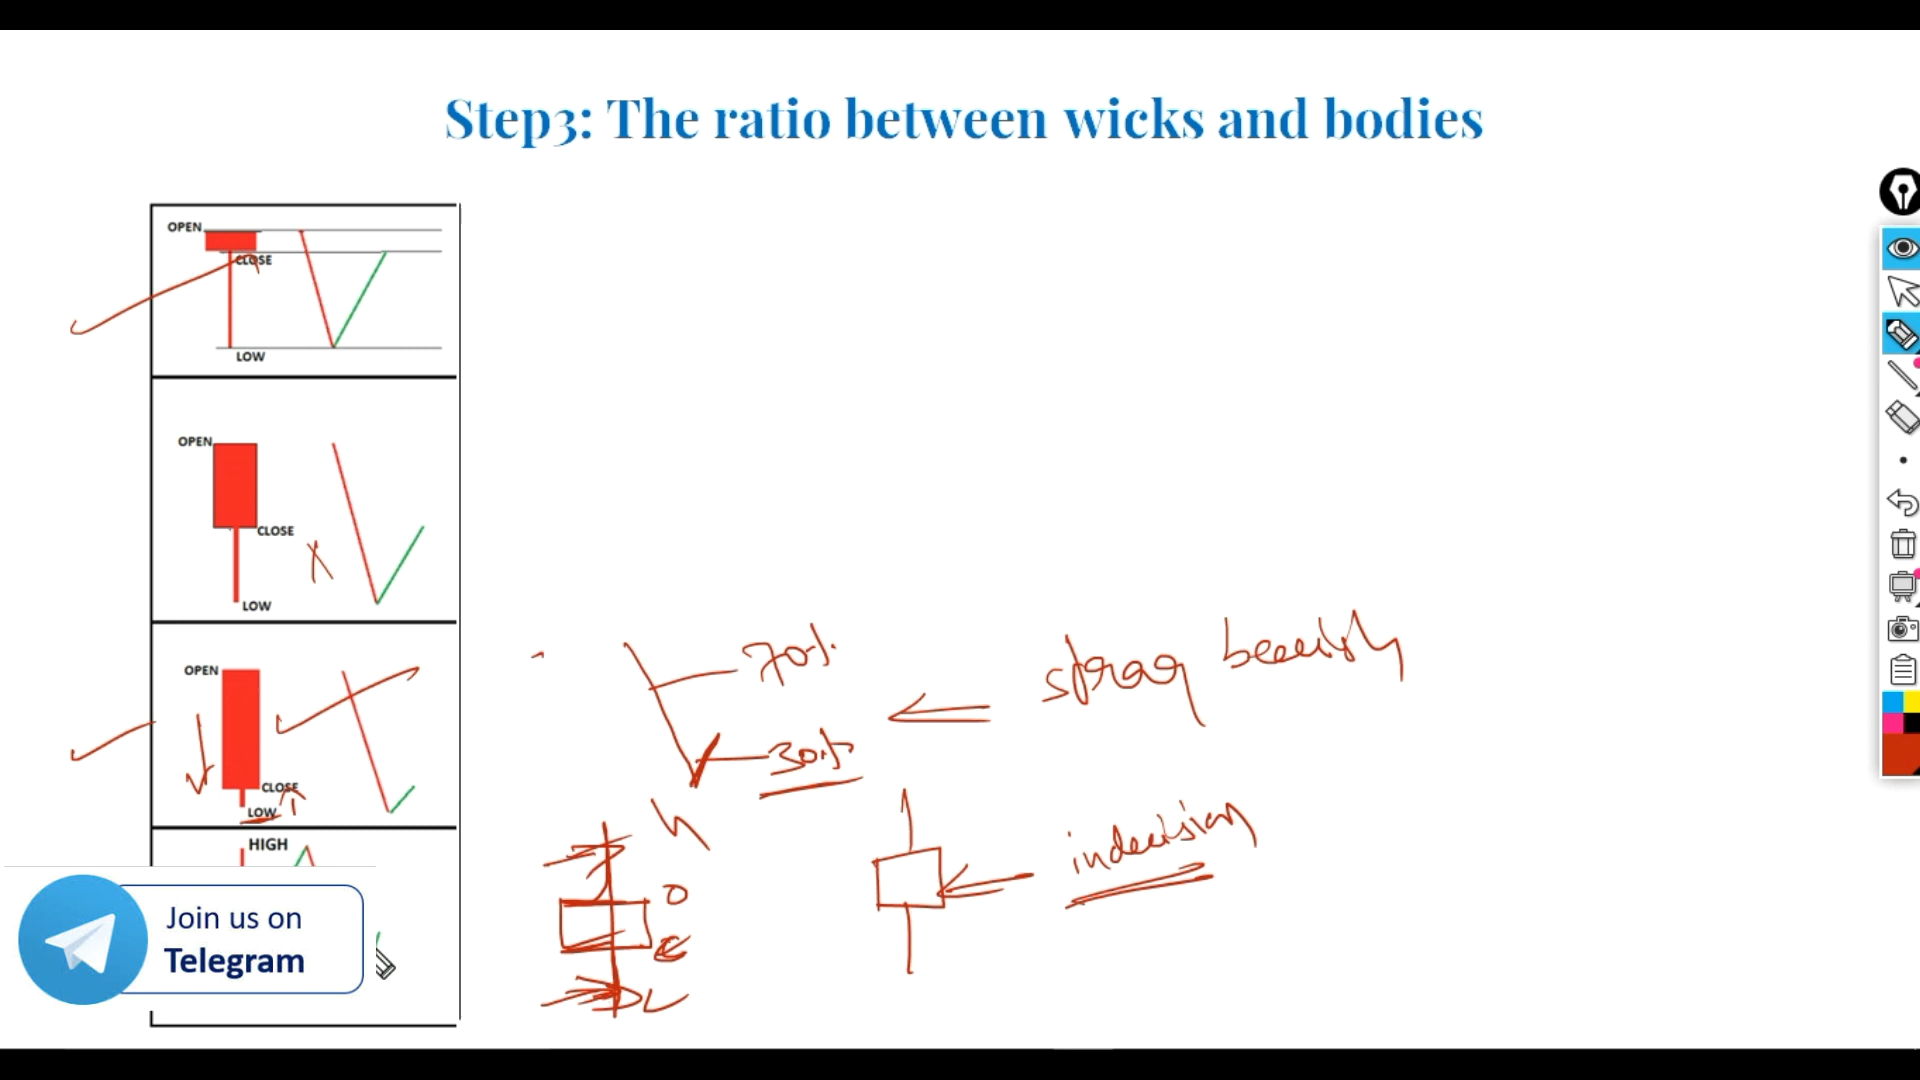 Step3: The ratio between wicks and bodies
OPEN
CLOSE
LOW
OPEN
CLOSE
X
LOW
70%
strong bearish
OPEN
30%
CLOSE
LOW
indecision
HIGH
H
O
C
L
Join us on
Telegram